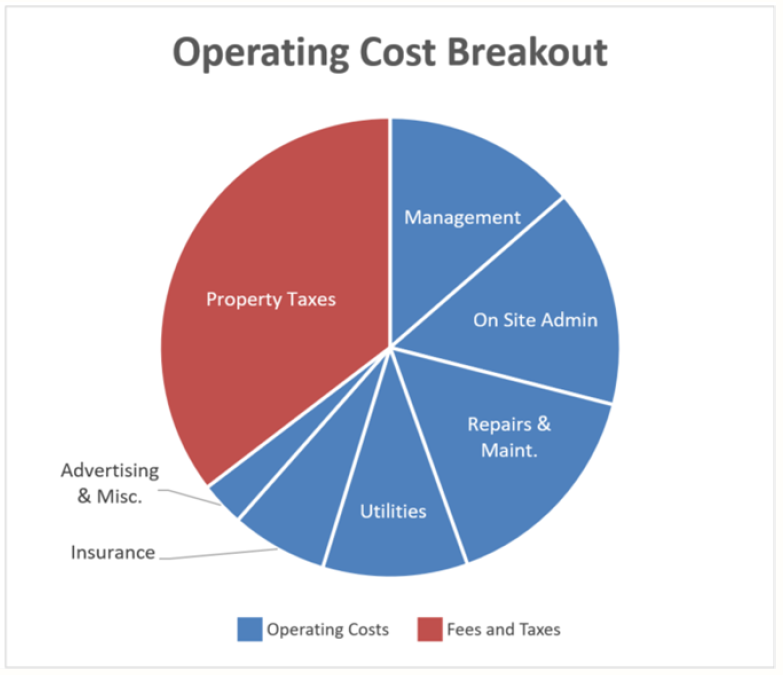 Operating Cost Breakout
Management
On Site Admin
Property Taxes
Repairs &
Maint.
Utilities
Advertising
& Misc.
Insurance
Operating Costs
Fees and Taxes